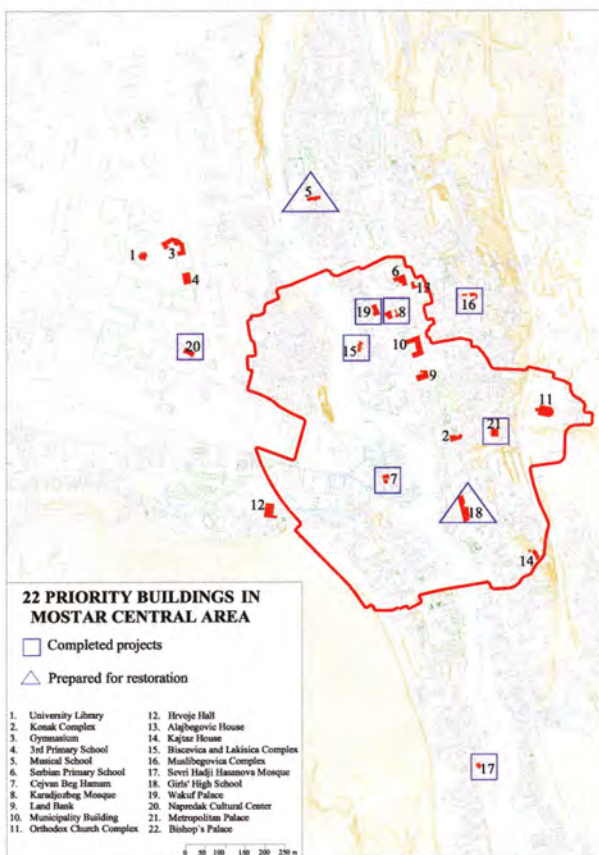 5
1
3
4
6
13
16
19
8
15
10
20
9
11
2
21
7
12
18
14
22 PRIORITY BUILDINGS IN
MOSTAR CENTRAL AREA
Completed projects
Prepared for restoration
1. University Library
2. Konak Complex
3. Gymnasium
4. 3rd Primary School
5. Musical School
6. Serbian Primary School
7. Cejvan Beg Hamam
8. Karadjozbeg Mosque
9. Land Bank
10. Municipality Building
11. Orthodox Church Complex
12. Hrvoje Hall
13. Alajbegovic House
14. Kajtaz House
15. Biscevica and Lakisica Complex
16. Muslibegovica Complex
17. Sevri Hadji Hasanova Mosque
18. Girls' High School
19. Wakuf Palace
20. Napredak Cultural Center
21. Metropolitan Palace
22. Bishop's Palace
17
0 50 100 150 200 250 m